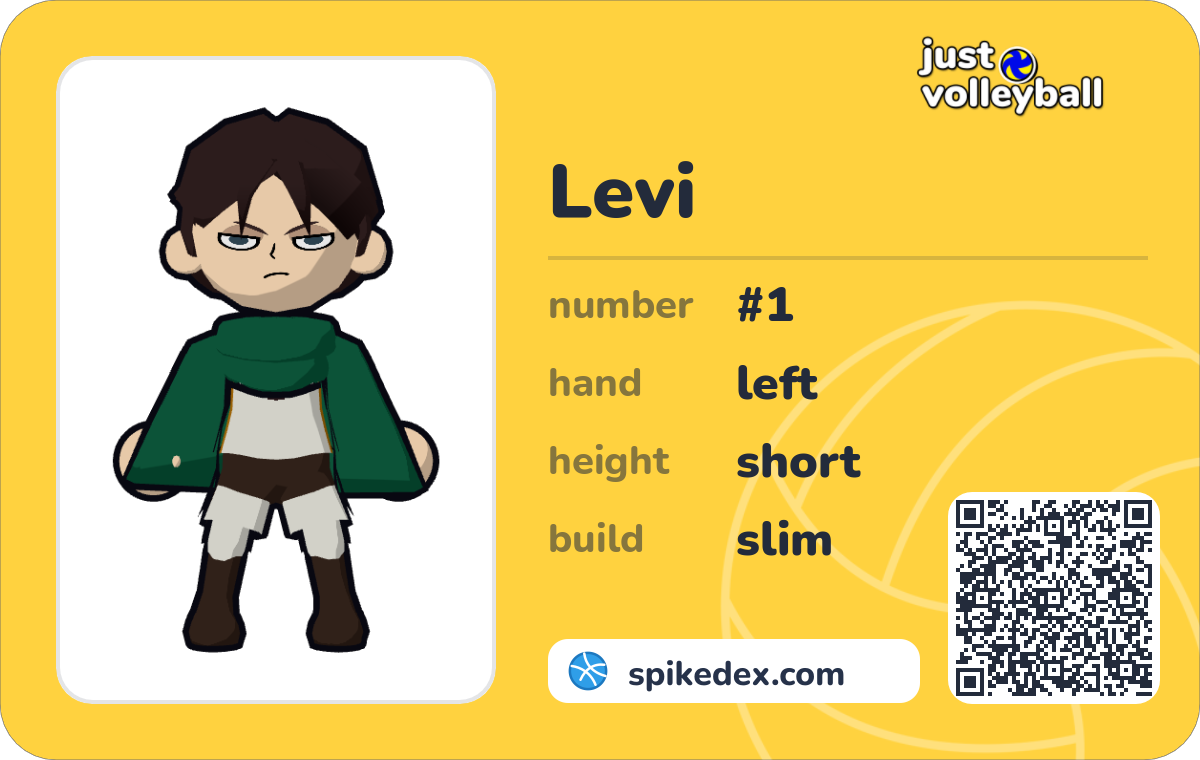 just
volleyball
Levi
number #1
hand left
height short
build slim
spikedex.com